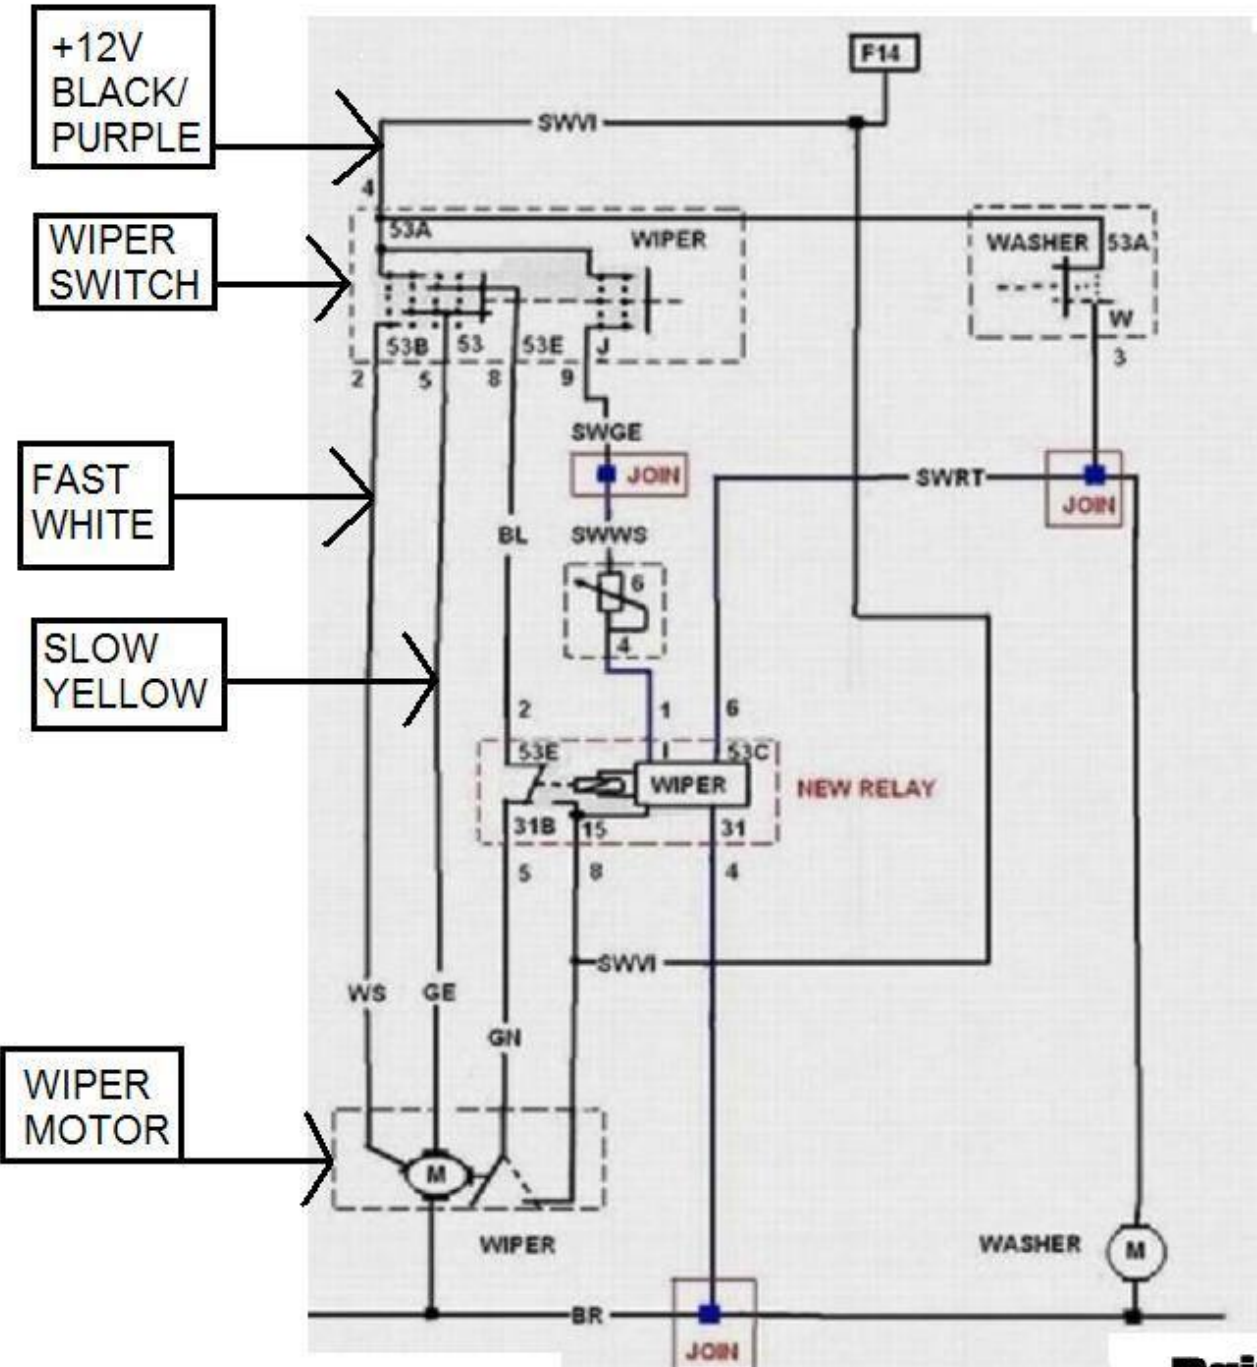 +12V
BLACK/
PURPLE
F14
SWVI
4
53A
WIPER
WASHER 53A
WIPER
SWITCH
W
53B 53 53E J
2 5 8 9
3
SWGE
JOIN
SWRT
JOIN
FAST
WHITE
BL
SWWS
6
4
SLOW
YELLOW
2 1 6
53E I 53C
WIPER
NEW RELAY
31B 15 31
5 8 4
SWVI
WS GE
GN
WIPER
MOTOR
M
WIPER
WASHER
M
BR
JOIN